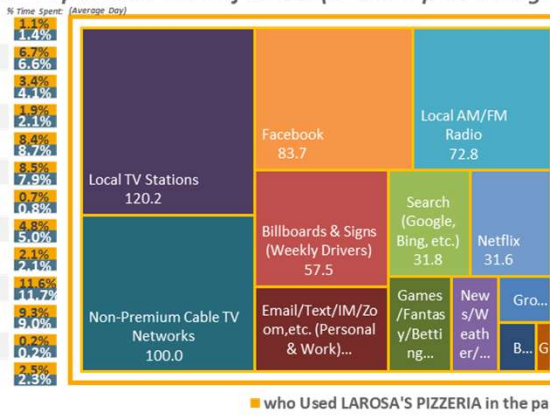 % Time Spent: (Average Day)
1.1%
1.4%
6.7%
6.6%
3.4%
4.1%
1.9%
2.1%
8.4%
8.7%
8.5%
7.9%
0.7%
0.8%
4.8%
5.0%
2.1%
2.1%
11.6%
11.7%
9.3%
9.0%
0.2%
0.2%
2.5%
2.3%
Local TV Stations
120.2
Non-Premium Cable TV
Networks
100.0
Facebook
83.7
Local AM/FM
Radio
72.8
Billboards & Signs
(Weekly Drivers)
57.5
Search
(Google,
Bing, etc.)
31.8
Netflix
31.6
Email/Text/IM/Zo
om,etc. (Personal
& Work)...
Games
/Fantas
y/Betti
ng...
New
s/W
eath
er/...
Gro...
B...
G
who Used LAROSA'S PIZZERIA in the pa